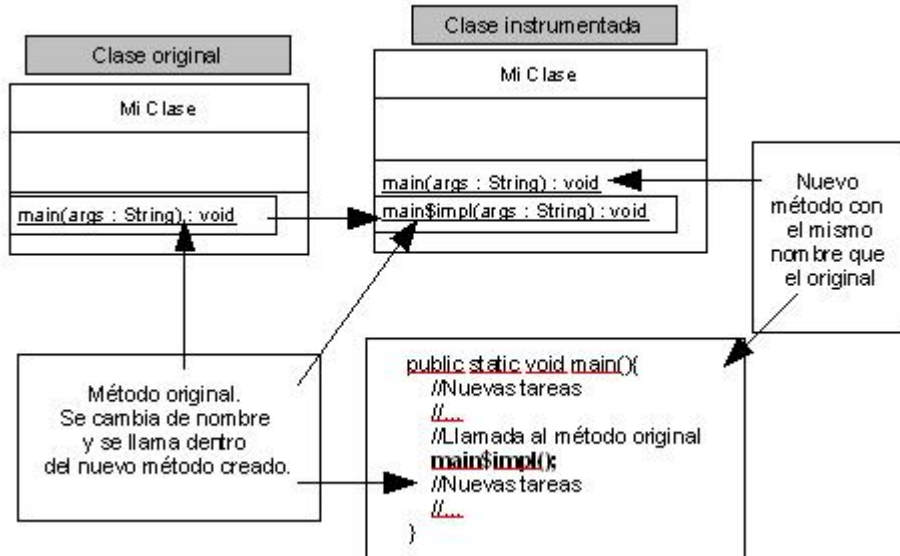 Clase original
Clase instrumentada
Mi Clase
main(args : String) : void
Mi Clase
main(args : String) : void
main$impl(args : String) : void
Nuevo
método con
el mismo
nombre que
el original
Método original.
Se cambia de nombre
y se llama dentro
del nuevo método creado.
public static void main(){
//Nuevas tareas
//...
//Llamada al método original
main$impl();
//Nuevas tareas
//...
}